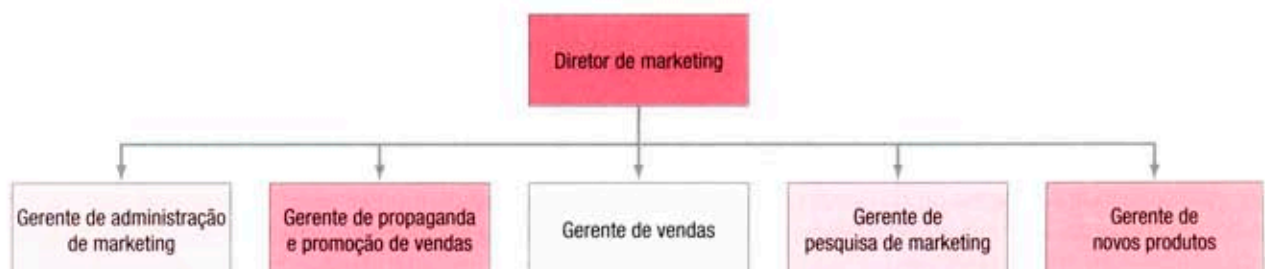 Diretor de marketing
Gerente de administração
de marketing
Gerente de propaganda
e promoção de vendas
Gerente de vendas
Gerente de
pesquisa de marketing
Gerente de
novos produtos